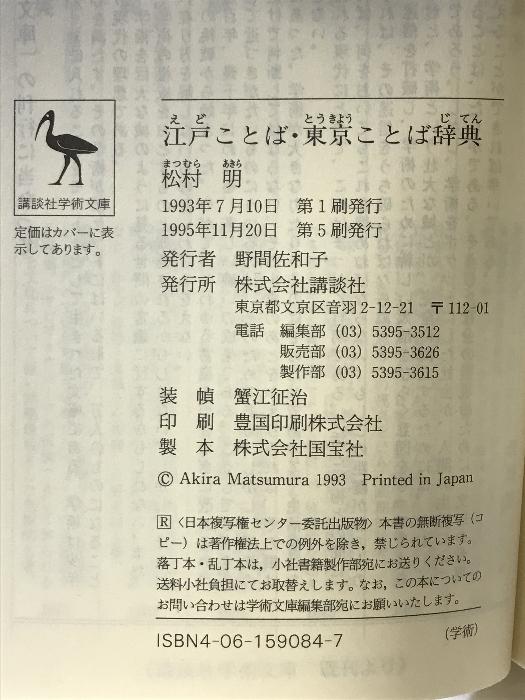 講談社学術文庫
定価はカバーに表
示してあります。
えど とうきょう じてん
江戸ことば・東京ことば辞典
まつむら あきら
松村 明
1993年7月10日 第1刷発行
1995年11月20日 第5刷発行
発行者 野間佐和子
発行所 株式会社講談社
東京都文京区音羽 2-12-21 〒112-01
電話 編集部 (03) 5395-3512
販売部 (03) 5395-3626
製作部 (03) 5395-3615
装 幀 蟹江征治
印 刷 豊国印刷株式会社
製 本 株式会社国宝社
© Akira Matsumura 1993 Printed in Japan
R〈日本複写権センター委託出版物〉本書の無断複写(コ
ピー)は著作権法上での例外を除き,禁じられています。
落丁本・乱丁本は,小社書籍製作部宛にお送りください。
送料小社負担にてお取替えします。なお,この本についての
お問い合わせは学術文庫編集部宛にお願いいたします。
ISBN4-06-159084-7
(学術)